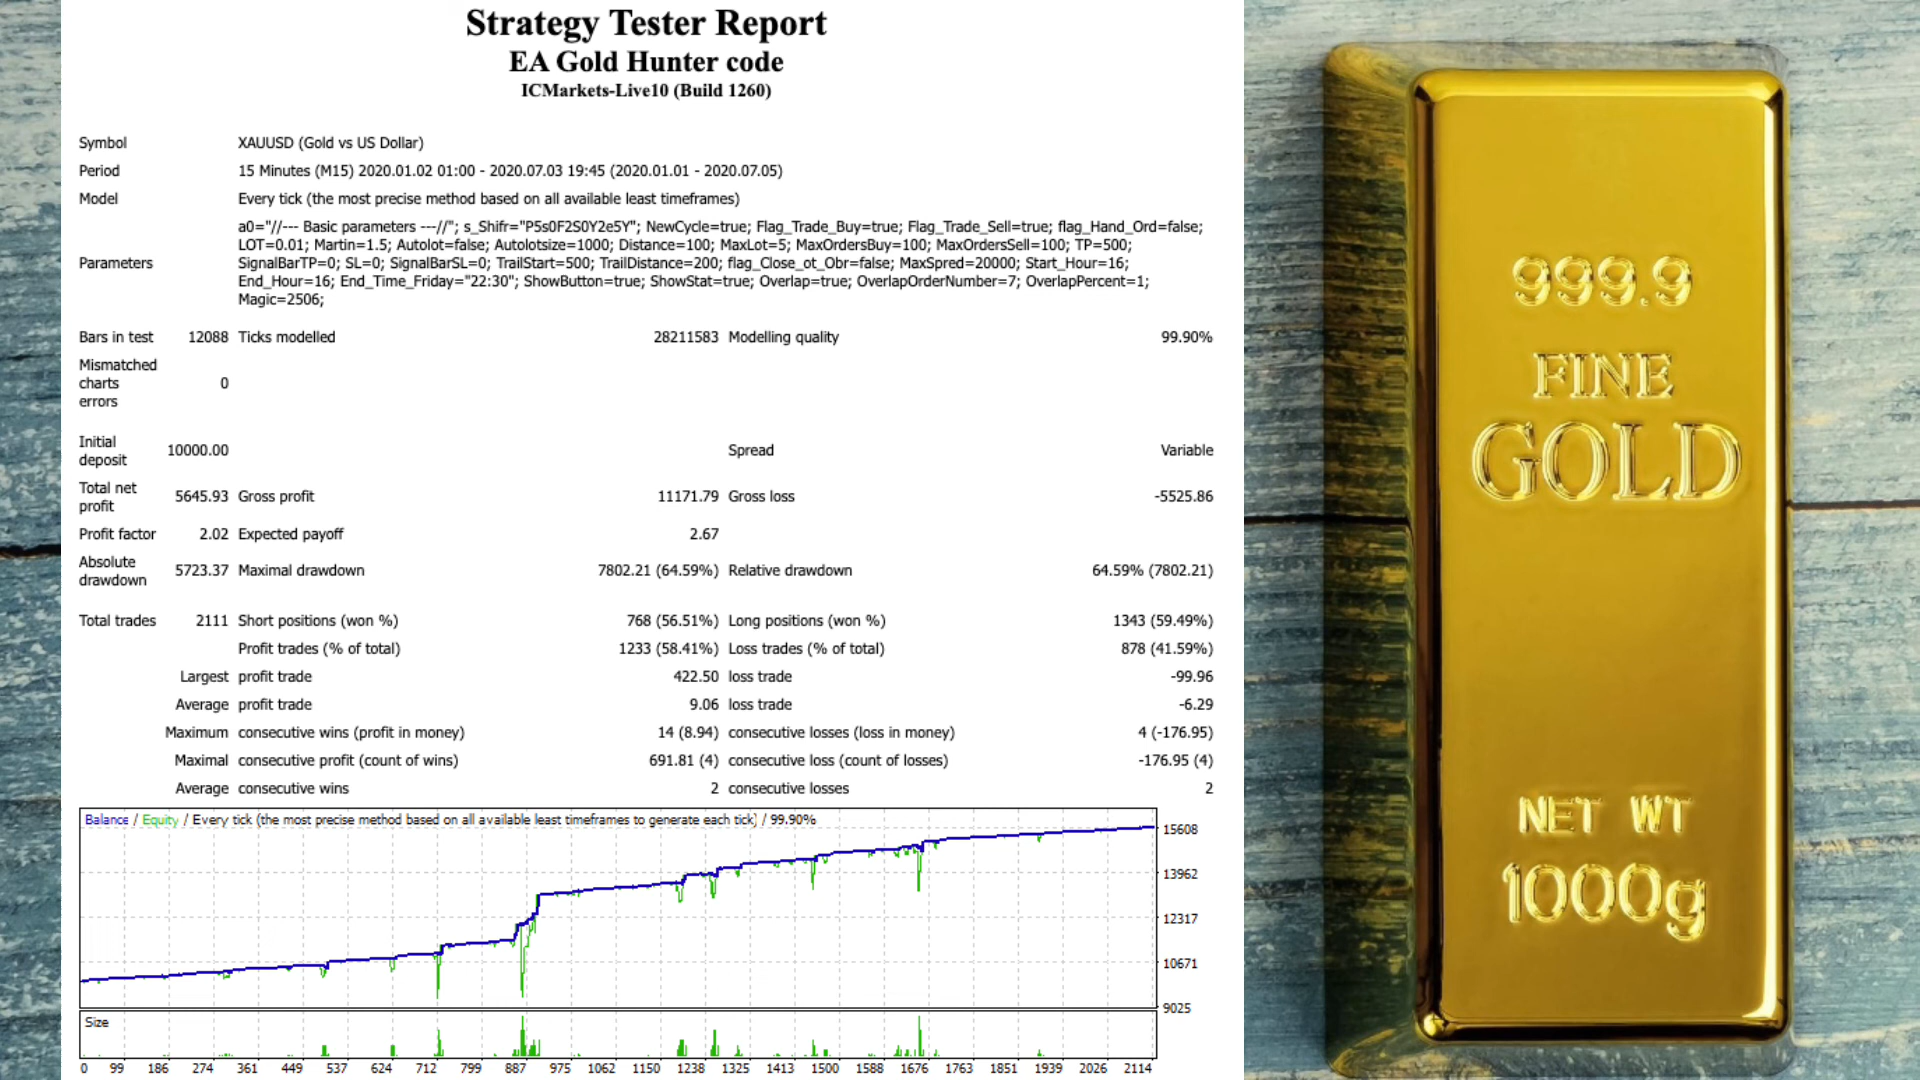 Strategy Tester Report
EA Gold Hunter code
ICMarkets-Live10 (Build 1260)
Symbol XAUUSD (Gold vs US Dollar)
Period 15 Minutes (M15) 2020.01.02 01:00 - 2020.07.03 19:45 (2020.01.01 - 2020.07.05)
Model Every tick (the most precise method based on all available least timeframes)
Parameters a0="//--- Basic parameters ---//"; s_Shifr="P5s0F2S0Y2e5Y"; NewCycle=true; Flag_Trade_Buy=true; Flag_Trade_Sell=true; flag_Hand_Ord=false;
LOT=0.01; Martin=1.5; Autolot=false; Autolotsize=1000; Distance=100; MaxLot=5; MaxOrdersBuy=100; MaxOrdersSell=100; TP=500;
SignalBarTP=0; SL=0; SignalBarSL=0; TrailStart=500; TrailDistance=200; flag_Close_ot_Obr=false; MaxSpred=20000; Start_Hour=16;
End_Hour=16; End_Time_Friday="22:30"; ShowButton=true; ShowStat=true; Overlap=true; OverlapOrderNumber=7; OverlapPercent=1;
Magic=2506;
Bars in test 12088 Ticks modelled 28211583 Modelling quality 99.90%
Mismatched
charts 0
errors
Initial
deposit 10000.00 Spread Variable
Total net
profit 5645.93 Gross profit 11171.79 Gross loss -5525.86
Profit factor 2.02 Expected payoff 2.67
Absolute
drawdown 5723.37 Maximal drawdown 7802.21 (64.59%) Relative drawdown 64.59% (7802.21)
Total trades 2111 Short positions (won %) 768 (56.51%) Long positions (won %) 1343 (59.49%)
Profit trades (% of total) 1233 (58.41%) Loss trades (% of total) 878 (41.59%)
Largest profit trade 422.50 loss trade -99.96
Average profit trade 9.06 loss trade -6.29
Maximum consecutive wins (profit in money) 14 (8.94) consecutive losses (loss in money) 4 (-176.95)
Maximal consecutive profit (count of wins) 691.81 (4) consecutive loss (count of losses) -176.95 (4)
Average consecutive wins 2 consecutive losses 2
Balance / Equity / Every tick (the most precise method based on all available least timeframes to generate each tick) / 99.90%
15608
13962
12317
10671
9025
Size
0 99 186 274 361 449 537 624 712 799 887 975 1062 1150 1238 1325 1413 1500 1588 1676 1763 1851 1939 2026 2114
999.9
FINE
GOLD
NET WT
1000g